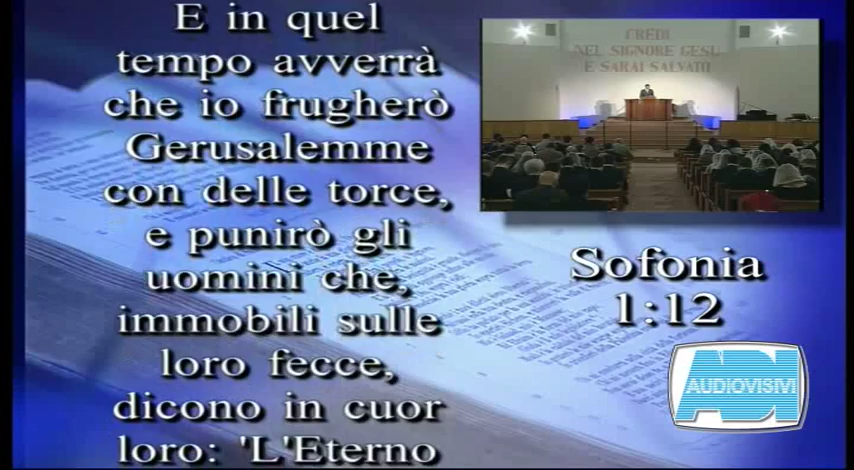 E in quel
tempo avverrà
che io frugherò
Gerusalemme
con delle torce,
e punirò gli
uomini che,
immobili sulle
loro fecce,
dicono in cuor
loro: 'L'Eterno
CREDI
NEL SIGNORE GESU
E SARAI SALVATO
Sofonia
1:12
ADI
AUDIOVISIVI